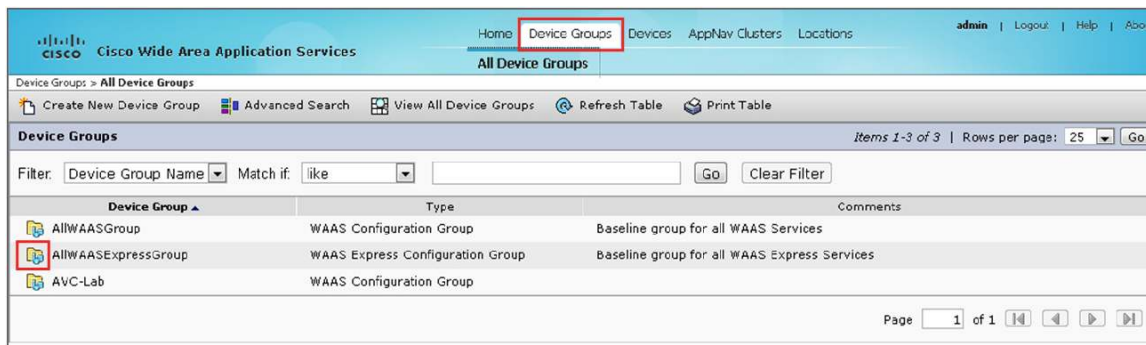 Home Device Groups Devices AppNav Clusters Locations
admin | Logout | Help |
CISCO Cisco Wide Area Application Services
All Device Groups
Device Groups > All Device Groups
Create New Device Group Advanced Search View All Device Groups Refresh Table Print Table
Device Groups Items 1-3 of 3 | Rows per page: 25 Go
Filter: Device Group Name Match if: like Go Clear Filter
Device Group Type Comments
AllWAASGroup WAAS Configuration Group Baseline group for all WAAS Services
AllWAASExpressGroup WAAS Express Configuration Group Baseline group for all WAAS Express Services
AVC-Lab WAAS Configuration Group
Page 1 of 1